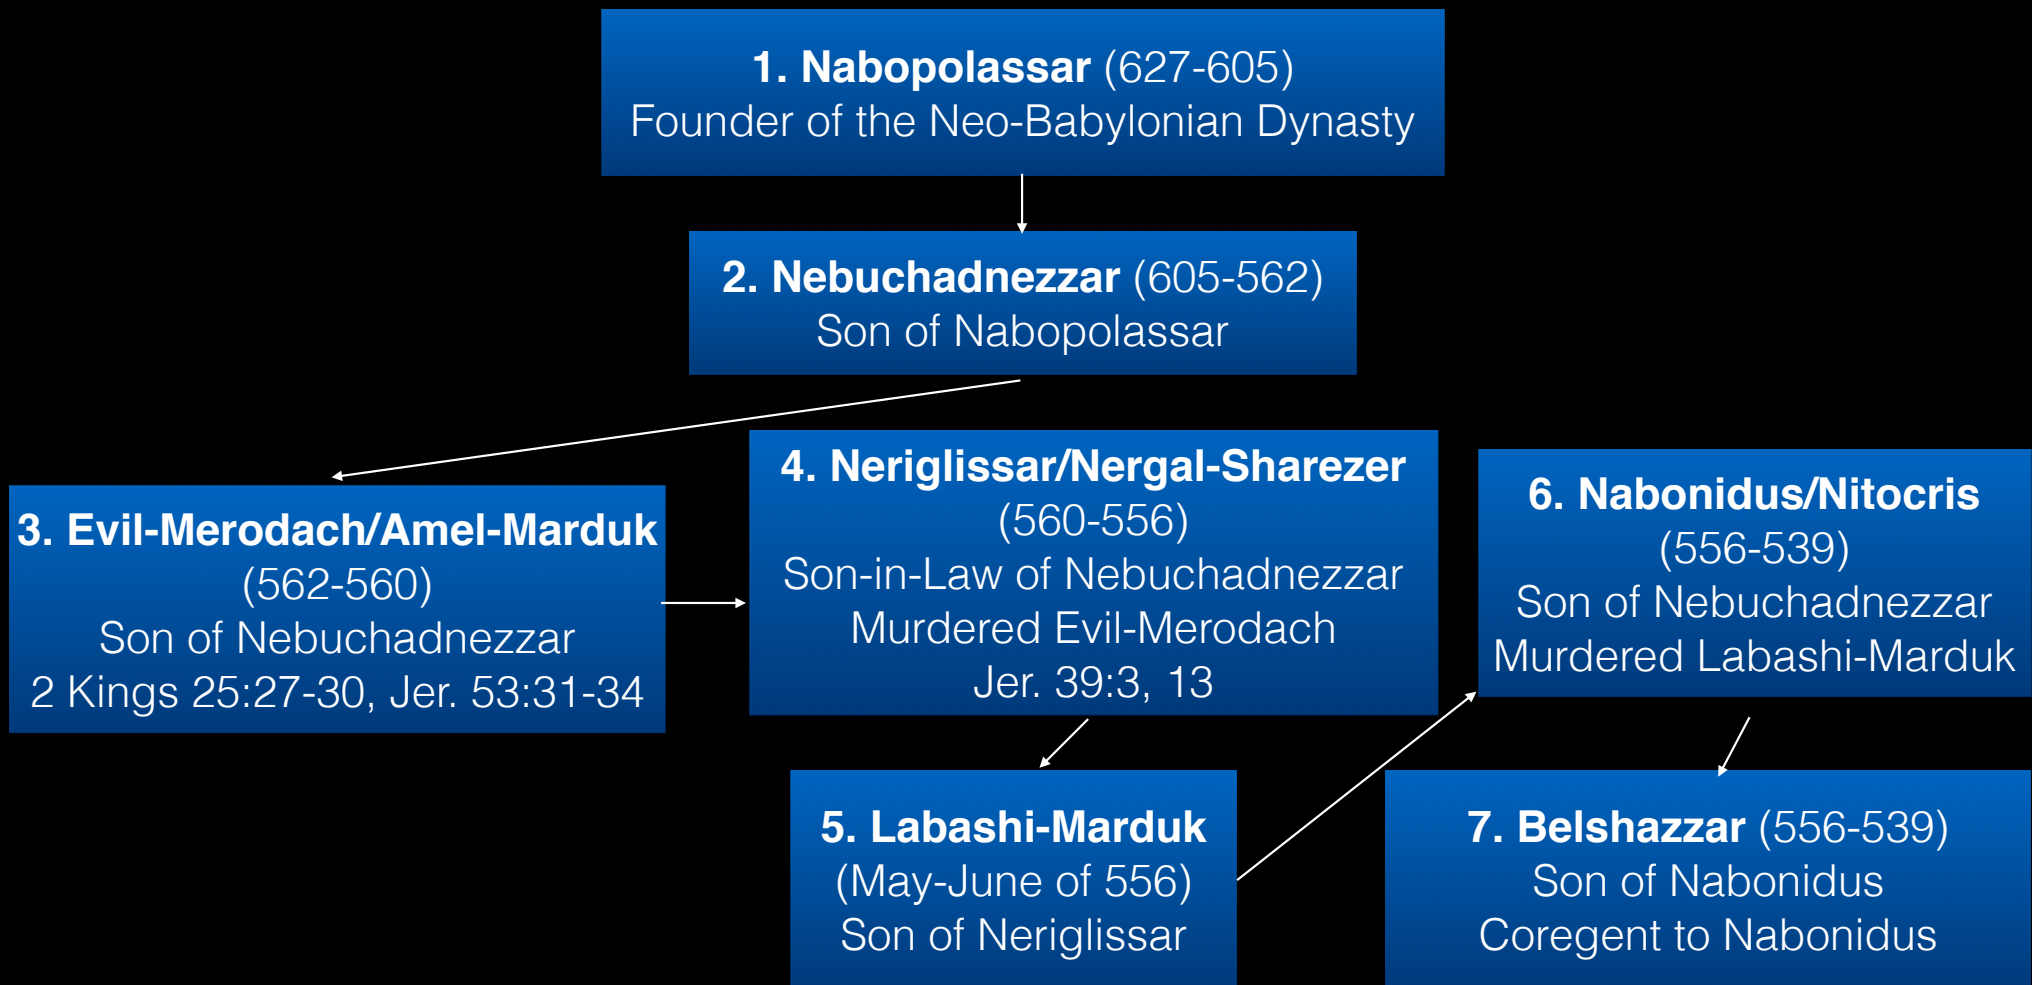 1. Nabopolassar (627-605)
Founder of the Neo-Babylonian Dynasty
2. Nebuchadnezzar (605-562)
Son of Nabopolassar
3. Evil-Merodach/Amel-Marduk
(562-560)
Son of Nebuchadnezzar
2 Kings 25:27-30, Jer. 53:31-34
4. Neriglissar/Nergal-Sharezer
(560-556)
Son-in-Law of Nebuchadnezzar
Murdered Evil-Merodach
Jer. 39:3, 13
5. Labashi-Marduk
(May-June of 556)
Son of Neriglissar
6. Nabonidus/Nitocris
(556-539)
Son of Nebuchadnezzar
Murdered Labashi-Marduk
7. Belshazzar (556-539)
Son of Nabonidus
Coregent to Nabonidus